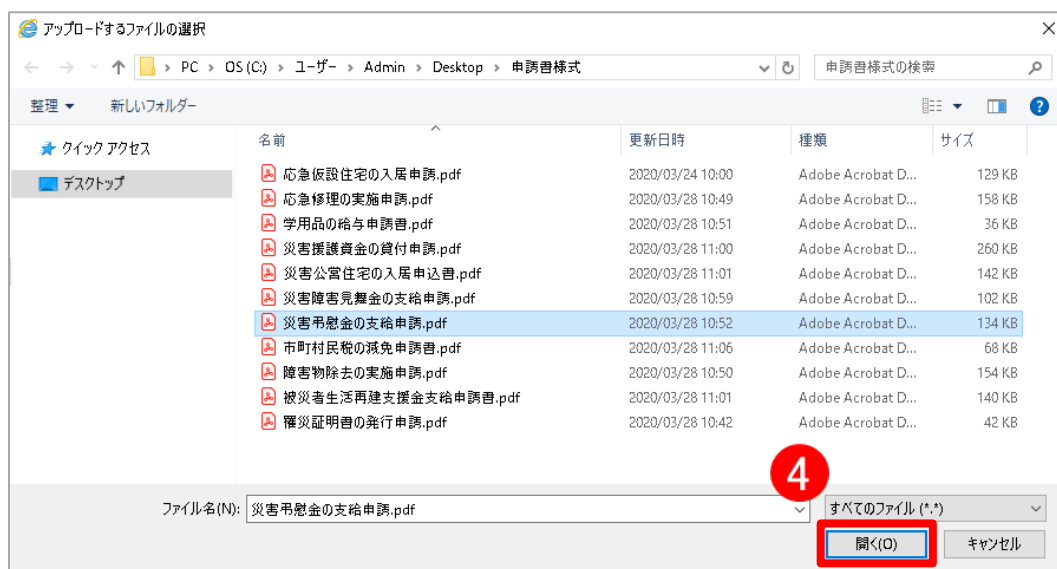 アップロードするファイルの選択
PC › OS (C:) › ユーザー › Admin › Desktop › 申請書様式
申請書様式の検索
整理 新しいフォルダー
クイック アクセス
デスクトップ
名前 更新日時 種類 サイズ
応急仮設住宅の入居申請.pdf 2020/03/24 10:00 Adobe Acrobat D... 129 KB
応急修理の実施申請.pdf 2020/03/28 10:49 Adobe Acrobat D... 158 KB
学用品の給与申請書.pdf 2020/03/28 10:51 Adobe Acrobat D... 36 KB
災害援護資金の貸付申請.pdf 2020/03/28 11:00 Adobe Acrobat D... 260 KB
災害公営住宅の入居申込書.pdf 2020/03/28 11:01 Adobe Acrobat D... 142 KB
災害障害見舞金の支給申請.pdf 2020/03/28 10:59 Adobe Acrobat D... 102 KB
災害弔慰金の支給申請.pdf 2020/03/28 10:52 Adobe Acrobat D... 134 KB
市町村民税の減免申請書.pdf 2020/03/28 11:06 Adobe Acrobat D... 68 KB
障害物除去の実施申請.pdf 2020/03/28 10:50 Adobe Acrobat D... 154 KB
被災者生活再建支援金支給申請書.pdf 2020/03/28 11:01 Adobe Acrobat D... 140 KB
罹災証明書の発行申請.pdf 2020/03/28 10:42 Adobe Acrobat D... 42 KB
4
ファイル名(N): 災害弔慰金の支給申請.pdf すべてのファイル (*.*)
開く(O) キャンセル